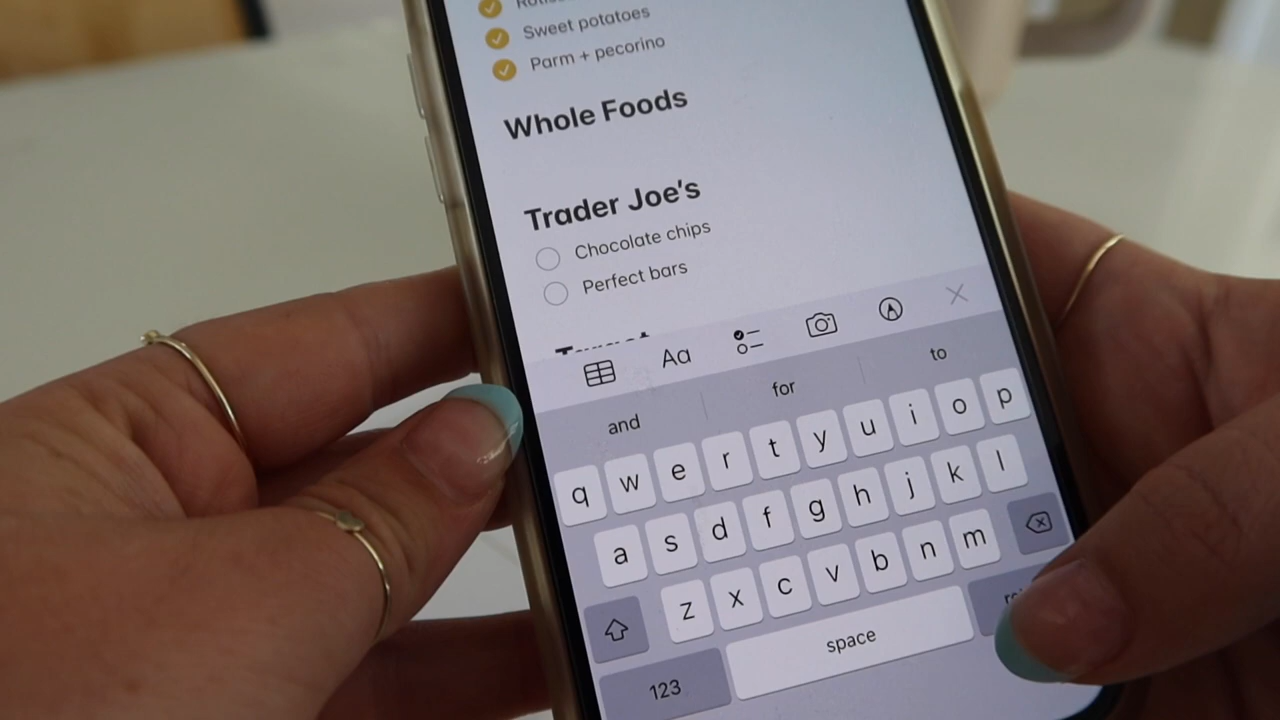 Sweet potatoes
Parm + pecorino
Whole Foods
Trader Joe's
Chocolate chips
Perfect bars
Aa
and for to
q w e r t y u i o p
a s d f g h j k l
z x c v b n m
123 space